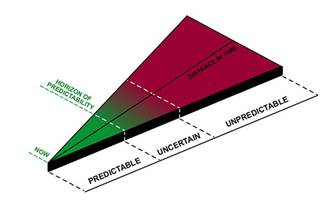 DISTANCE IN TIME
HORIZON OF
PREDICTABILITY
NOW
PREDICTABLE
UNCERTAIN
UNPREDICTABLE